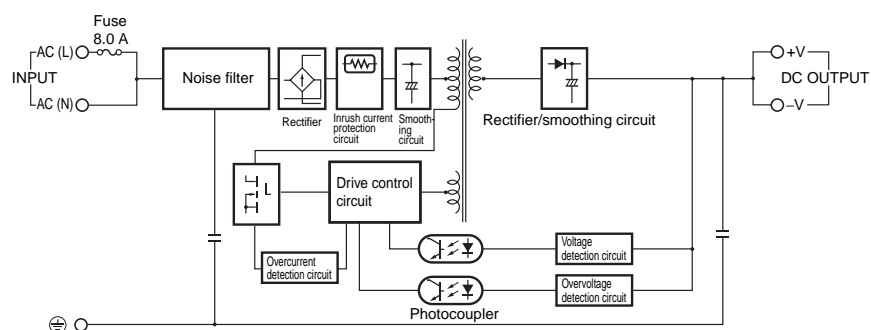 Fuse
8.0 A
AC (L)
INPUT
AC (N)
Noise filter
Rectifier
Inrush current
protection
circuit
Smooth-
ing
circuit
Rectifier/smoothing circuit
+V
DC OUTPUT
–V
L
Drive control
circuit
Overcurrent
detection circuit
Voltage
detection circuit
Overvoltage
detection circuit
Photocoupler